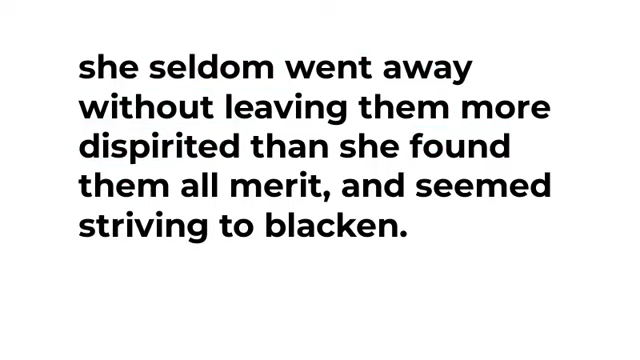 she seldom went away
without leaving them more
dispirited than she found
them all merit, and seemed
striving to blacken.